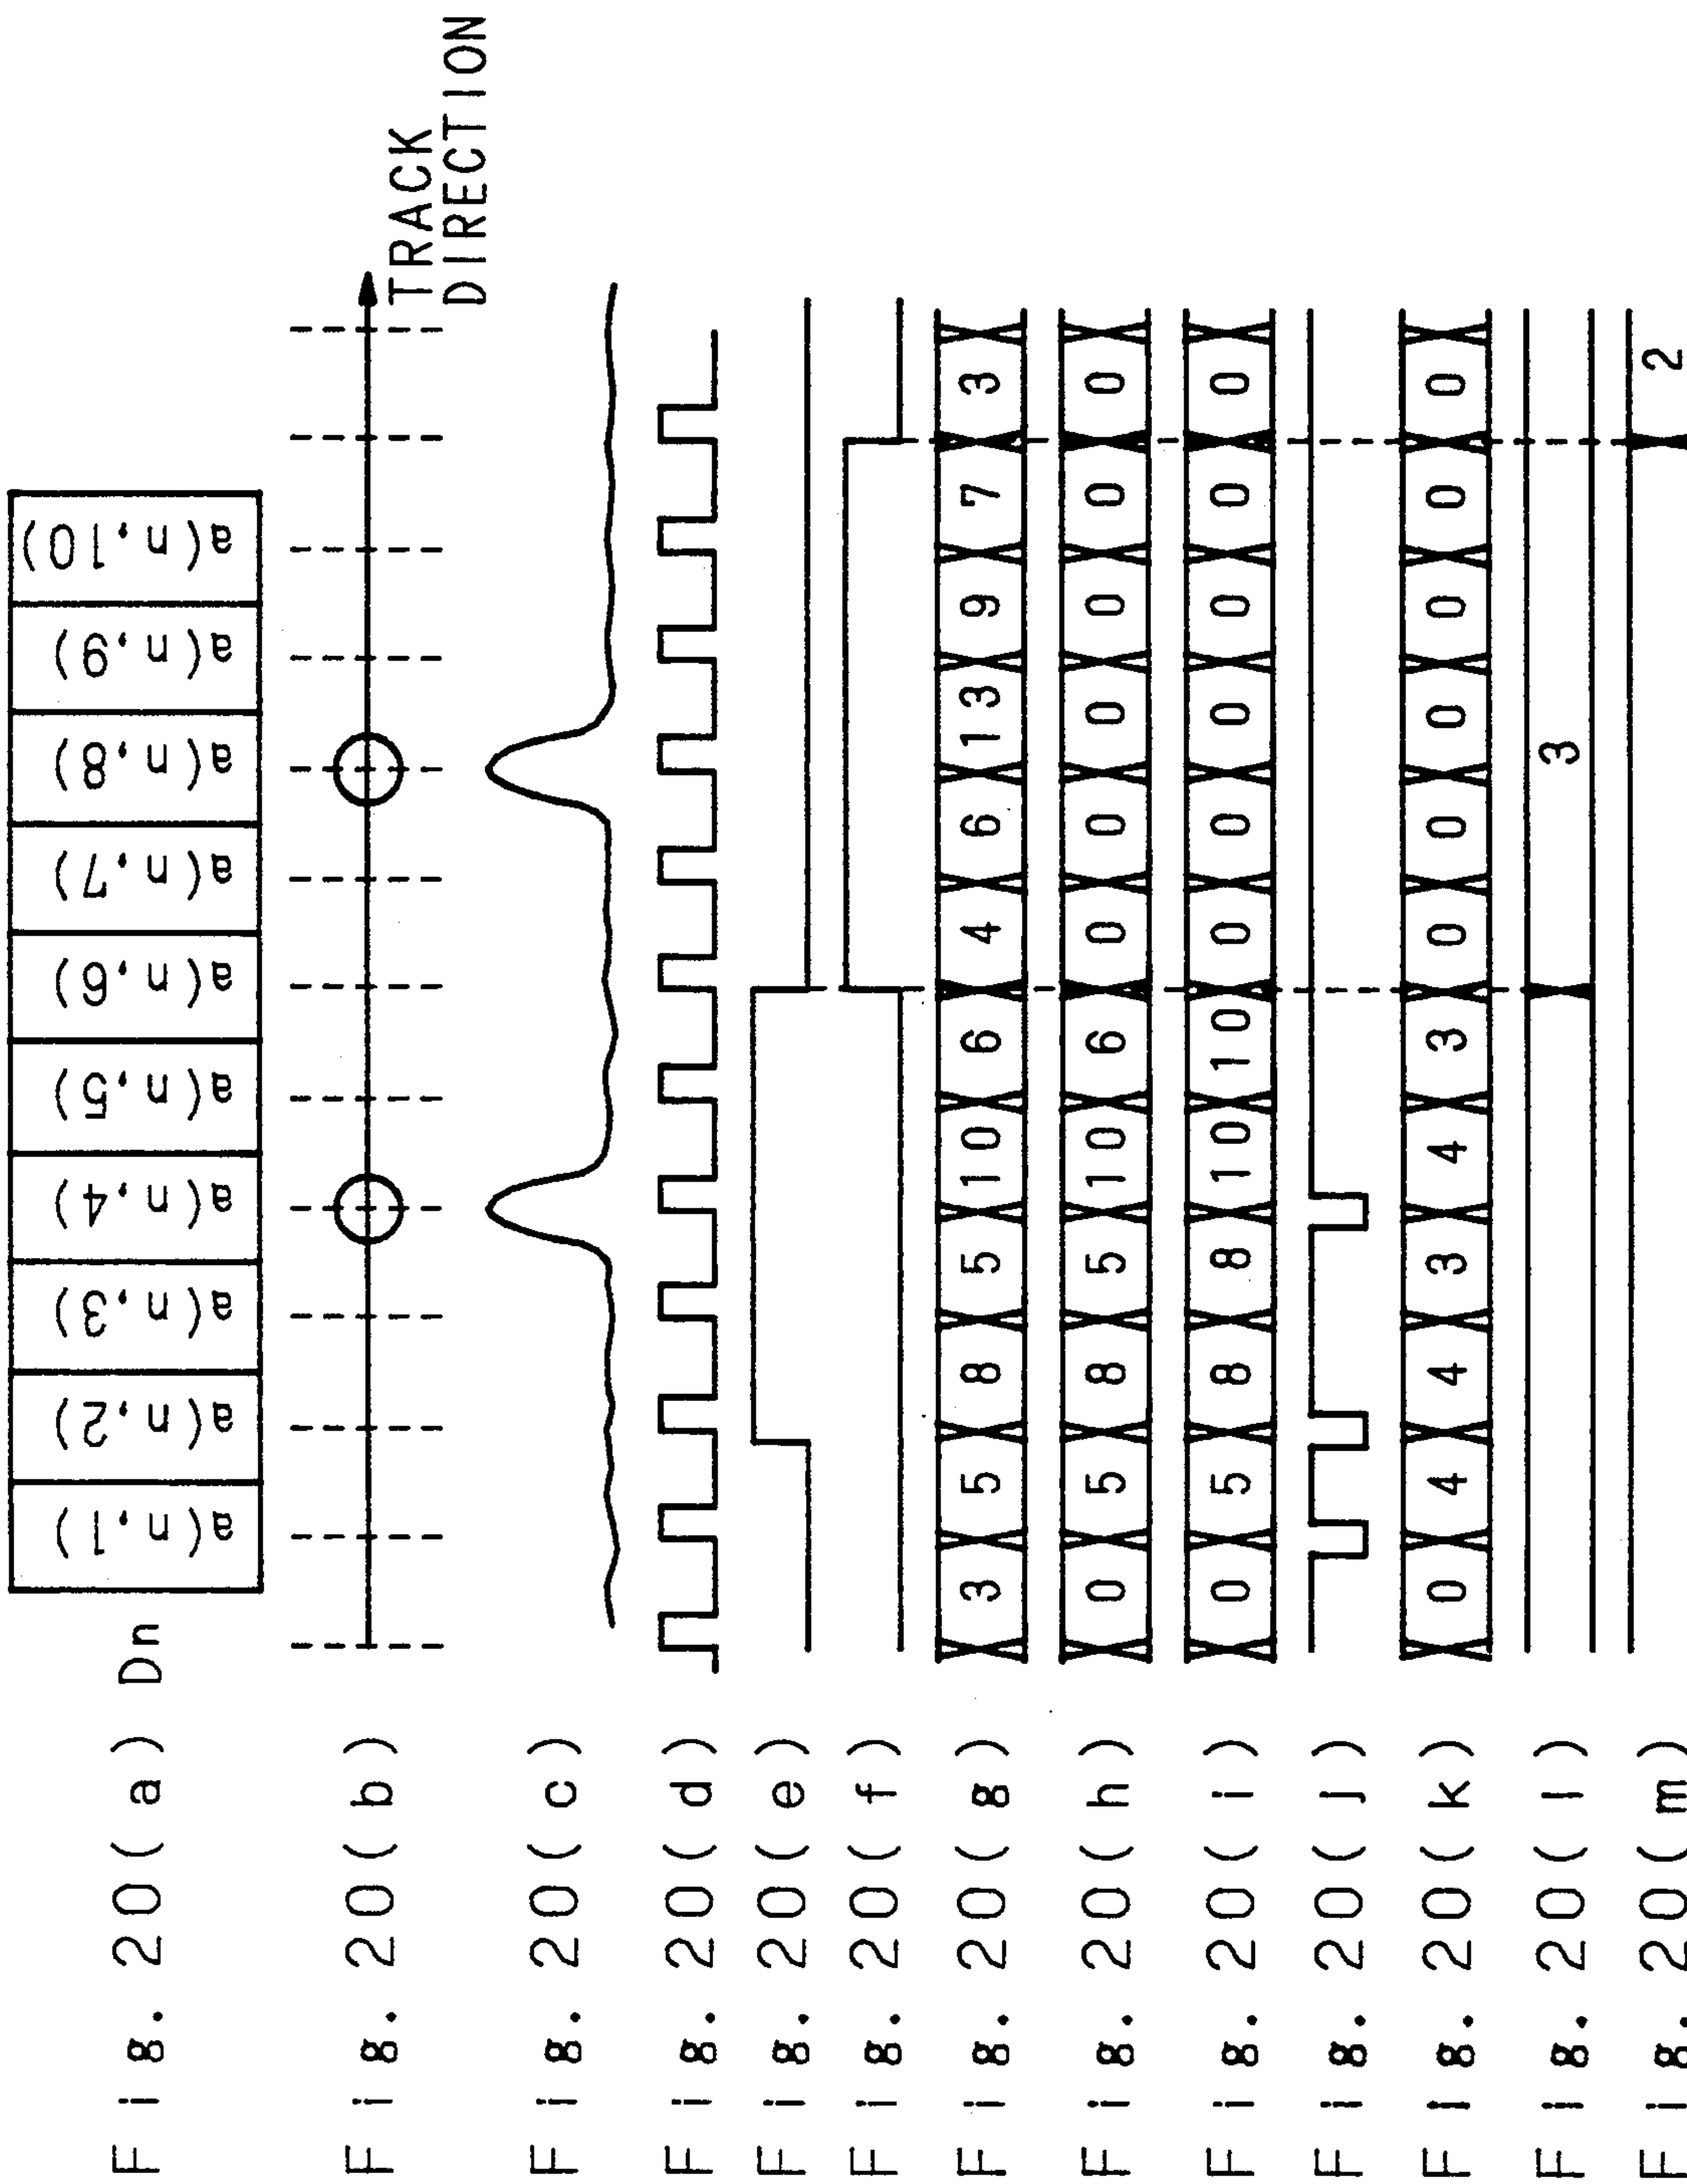 Fig. 20(a) Dn a(n,1) a(n,2) a(n,3) a(n,4) a(n,5) a(n,6) a(n,7) a(n,8) a(n,9) a(n,10)
Fig. 20(b)
TRACK
DIRECTION
Fig. 20(c)
Fig. 20(d)
Fig. 20(e)
Fig. 20(f)
Fig. 20(g) 3 5 8 5 10 6 4 6 13 9 7 3
Fig. 20(h) 0 5 8 5 10 6 0 0 0 0 0 0
Fig. 20(i) 0 5 8 8 10 10 0 0 0 0 0 0
Fig. 20(j)
Fig. 20(k) 0 4 4 3 4 3 0 0 0 0 0 0
Fig. 20(l) 3
Fig. 20(m) 2